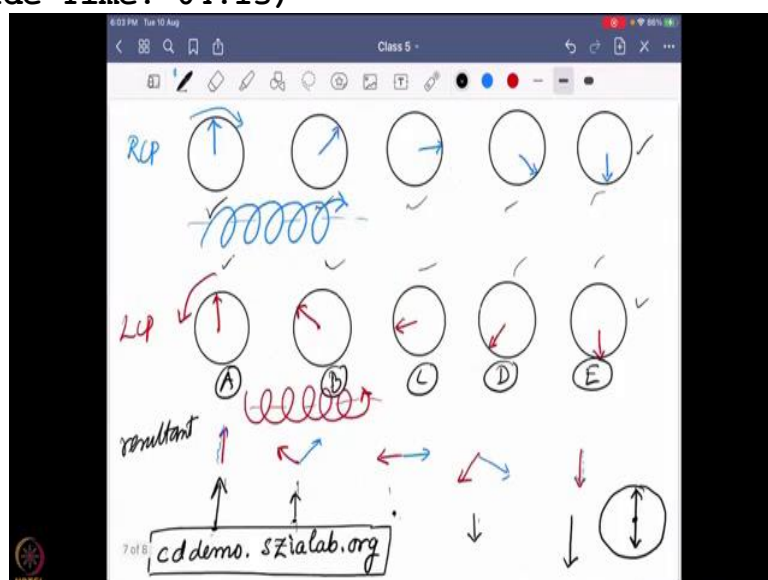 6:03 PM Tue 10 Aug
86%
Class 5
T
RCP
LCP
A B C D E
resultant
7 of 8
cddemo.szialab.org